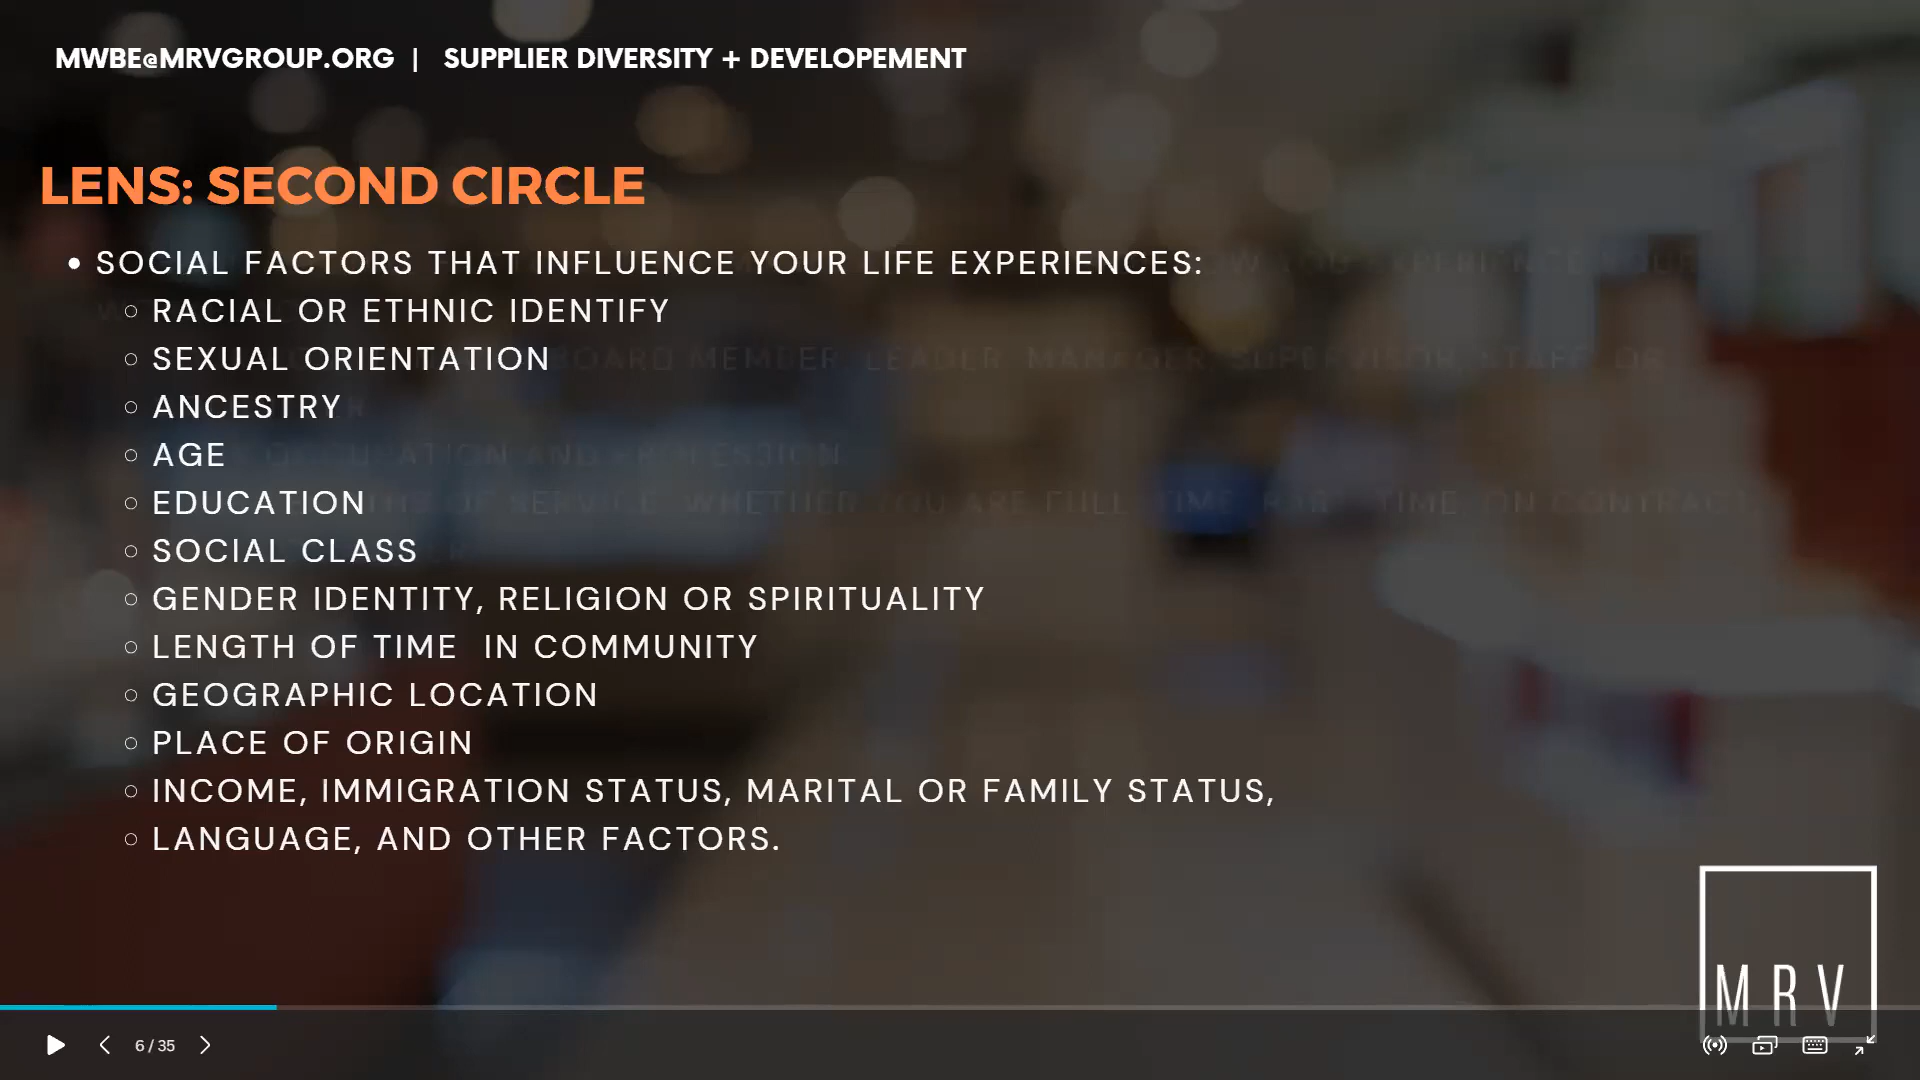 MWBE@MRVGROUP.ORG | SUPPLIER DIVERSITY + DEVELOPEMENT
LENS: SECOND CIRCLE
• SOCIAL FACTORS THAT INFLUENCE YOUR LIFE EXPERIENCES:
○ RACIAL OR ETHNIC IDENTIFY
○ SEXUAL ORIENTATION
○ ANCESTRY
○ AGE
○ EDUCATION
○ SOCIAL CLASS
○ GENDER IDENTITY, RELIGION OR SPIRITUALITY
○ LENGTH OF TIME  IN COMMUNITY
○ GEOGRAPHIC LOCATION
○ PLACE OF ORIGIN
○ INCOME, IMMIGRATION STATUS, MARITAL OR FAMILY STATUS,
○ LANGUAGE, AND OTHER FACTORS.
MRV
6 / 35